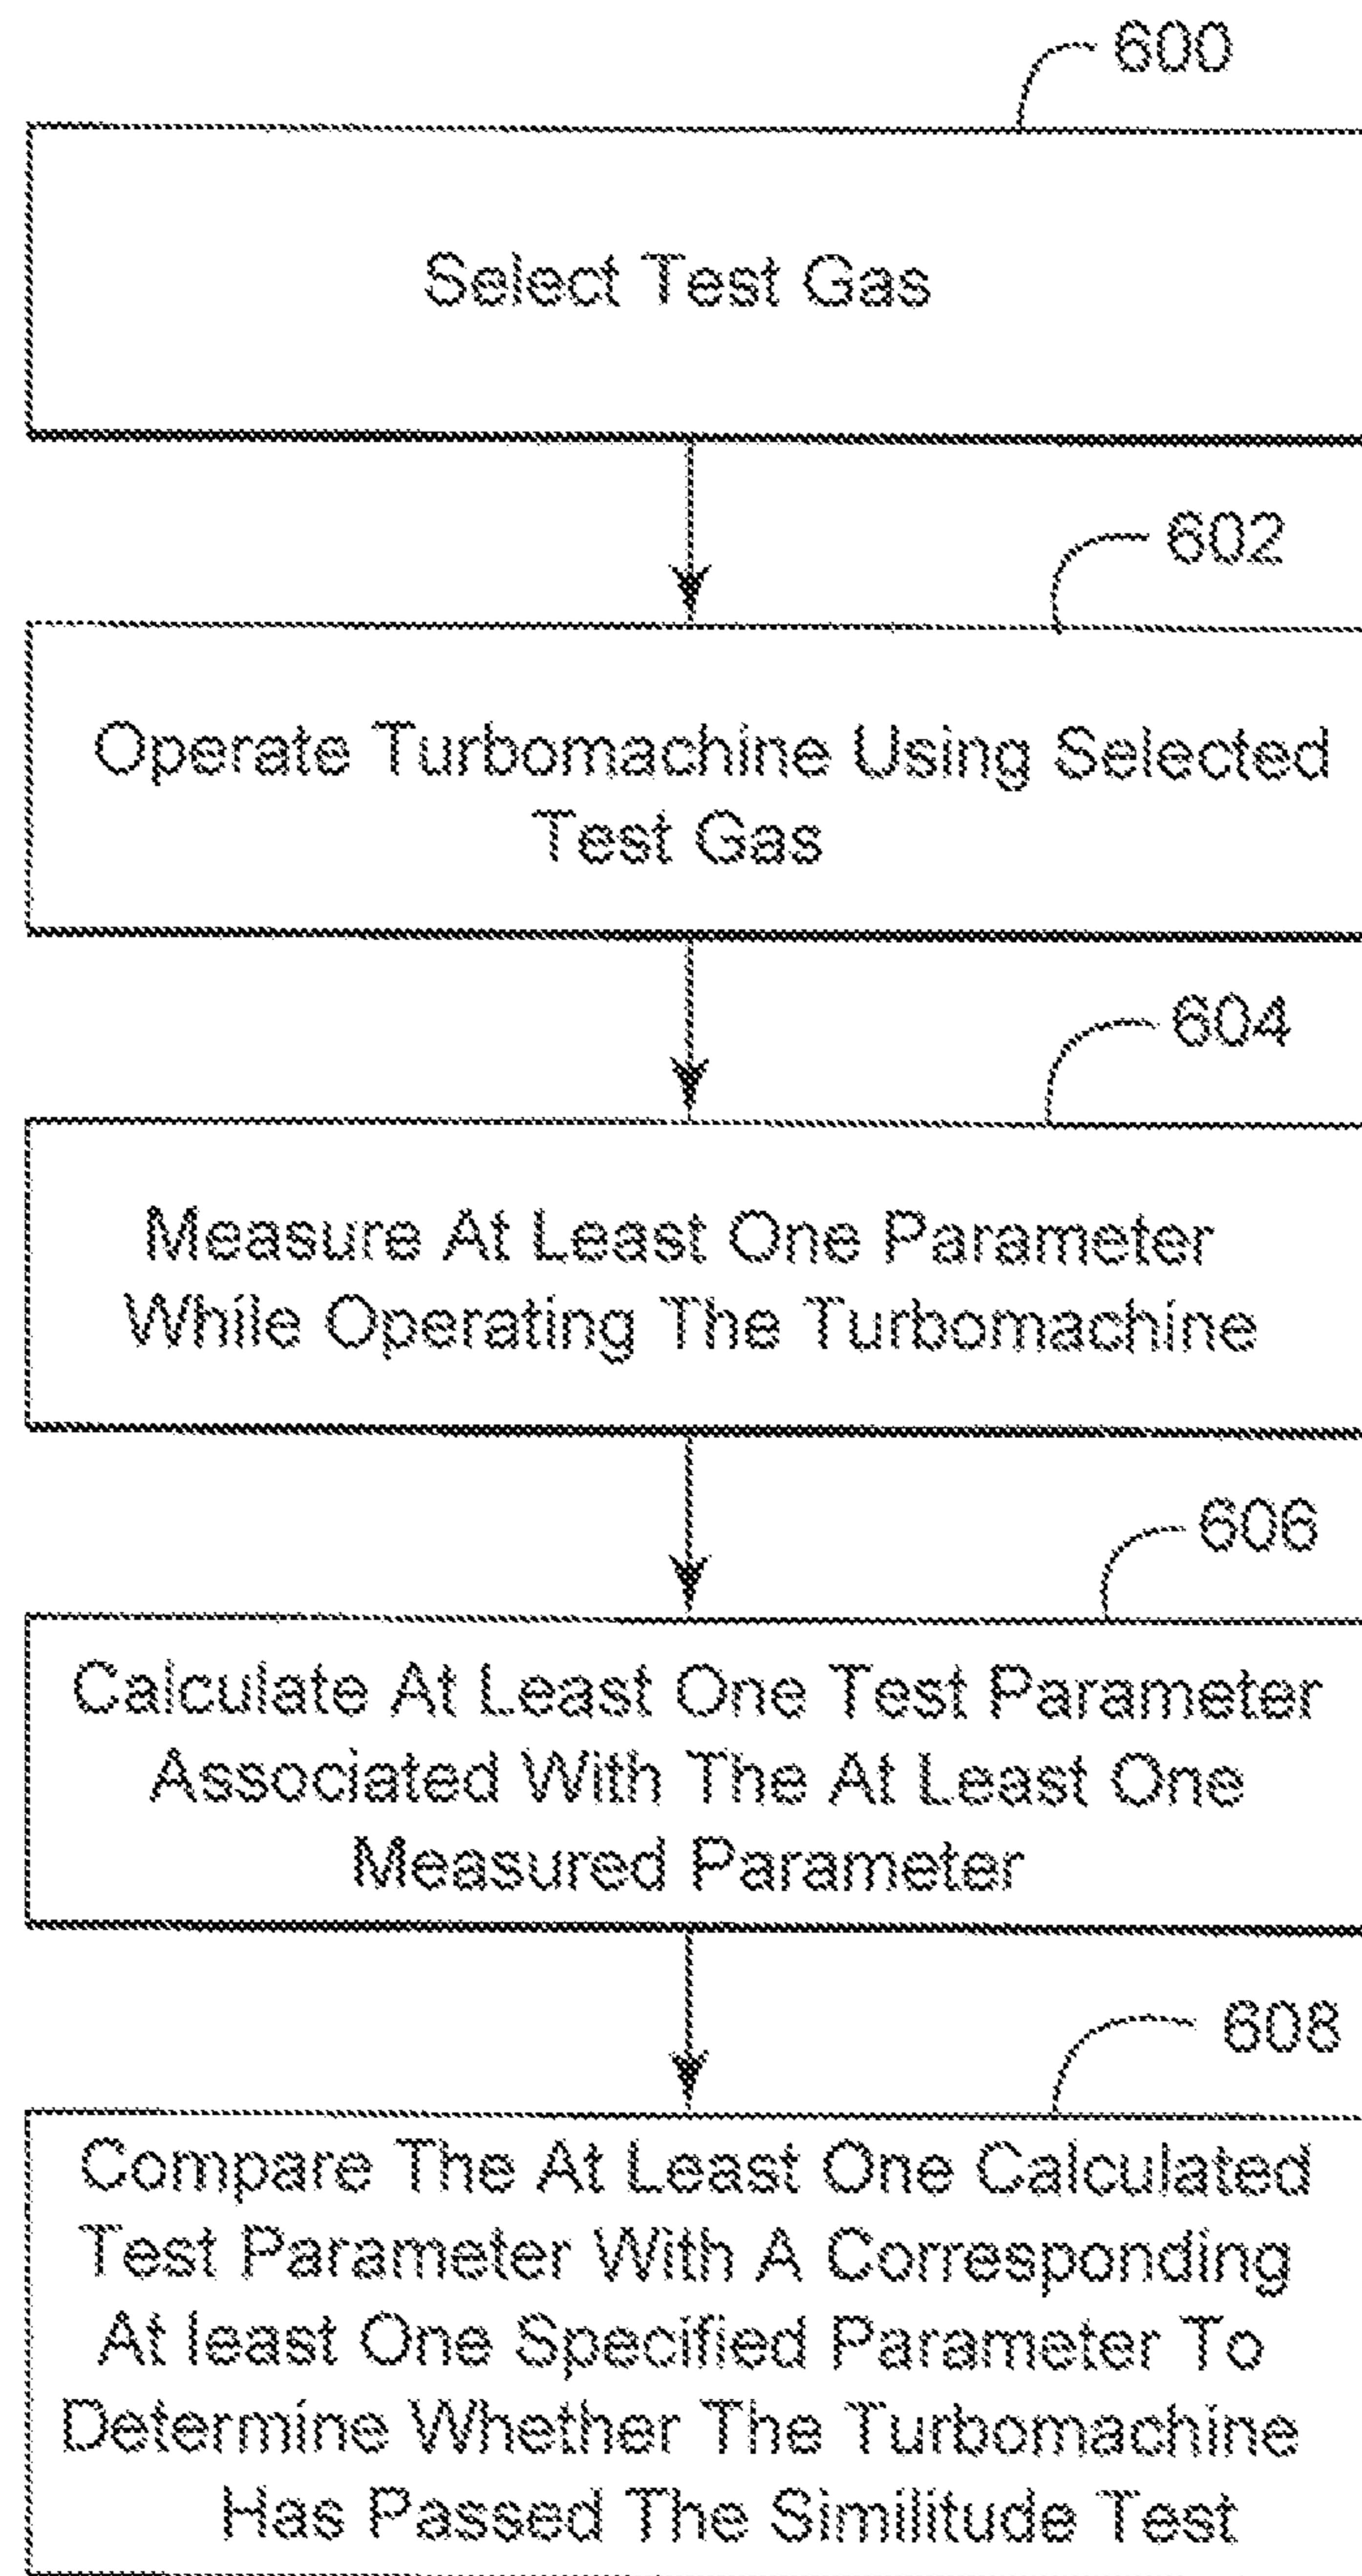 600
Select Test Gas
602
Operate Turbomachine Using Selected
Test Gas
604
Measure At Least One Parameter
While Operating The Turbomachine
606
Calculate At Least One Test Parameter
Associated With The At Least One
Measured Parameter
608
Compare The At Least One Calculated
Test Parameter With A Corresponding
At least One Specified Parameter To
Determine Whether The Turbomachine
Has Passed The Similitude Test